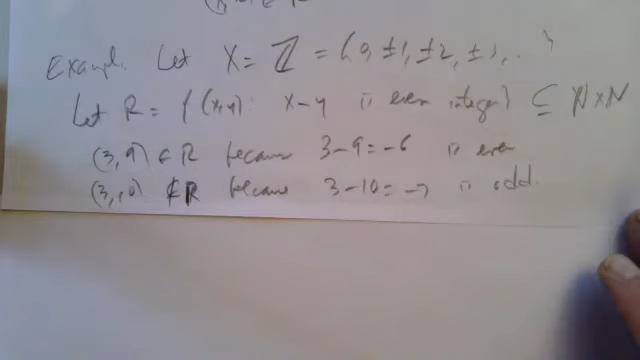 Example. Let X = ℤ = {0, ±1, ±2, ±3, .. }
Let R = { (x,y): x-y is even integer} ⊆ ℕ×ℕ
(3, 9) ∈ R because 3-9=-6 is even
(3, 10) ∉ R because 3-10=-7 is odd.